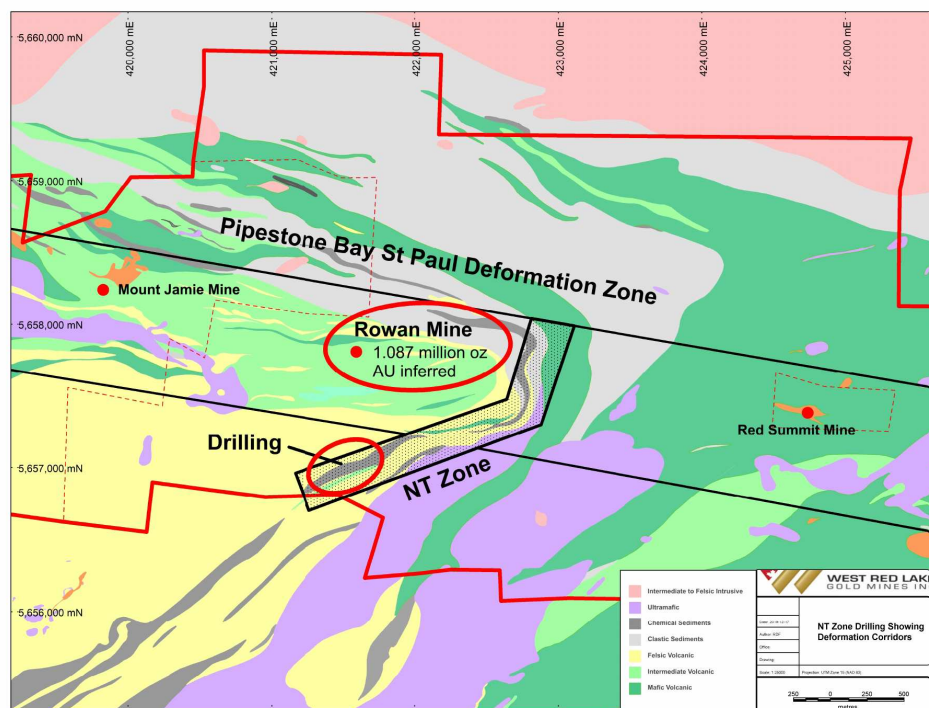 5,660,000 mN
420,000 mE
421,000 mE
422,000 mE
423,000 mE
424,000 mE
425,000 mE
5,659,000 mN
Pipestone Bay St Paul Deformation Zone
Mount Jamie Mine
5,658,000 mN
Rowan Mine
1.087 million oz
AU inferred
Red Summit Mine
Drilling
5,657,000 mN
NT Zone
5,656,000 mN
Intermediate to Felsic Intrusive
Ultramafic
Chemical Sediments
Clastic Sediments
Felsic Volcanic
Intermediate Volcanic
Mafic Volcanic
WEST RED LAKE
GOLD MINES IN
NT Zone Drilling Showing
Deformation Corridors
Author:
Office:
Drawing:
250 0 250 500
metres